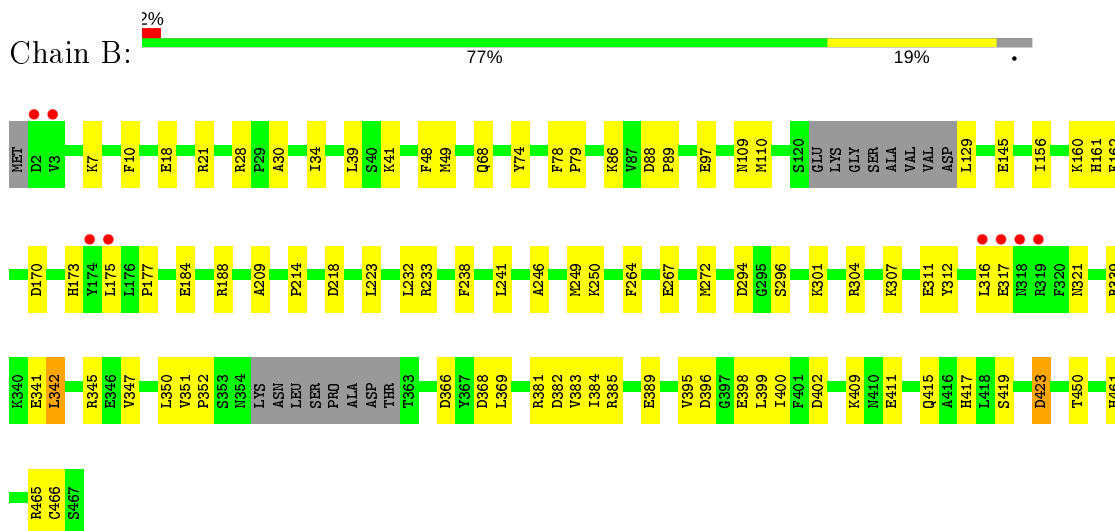 2%
Chain B:
77% 19% •
MET D2 V3 K7 F10 E18 R21 R28 P29 A30 I34 L39 S40 K41 F48 M49 Q68 Y74 F78 P79 K86 V87 D88 P89 E97 N109 M110 S120 GLU LYS GLY SER ALA VAL VAL ASP L129 E145 I156 K160 H161
D170 H173 Y174 L175 L176 P177 E184 R188 A209 P214 D218 L223 L232 R233 F238 L241 A246 M249 K250 F264 E267 M272 D294 G295 S296 K301 R304 K307 E311 Y312 L316 E317 N318 R319 F320 N321
K340 E341 L342 R345 E346 V347 L350 V351 P352 S353 N354 LYS ASN LEU SER PRO ALA ASP THR T363 D366 Y367 D368 L369 R381 D382 V383 I384 R385 E389 V395 D396 G397 E398 L399 I400 F401 D402 K409 N410 E411 Q415 A416 H417 L418 S419 D423 T450 H461
R465 C466 S467